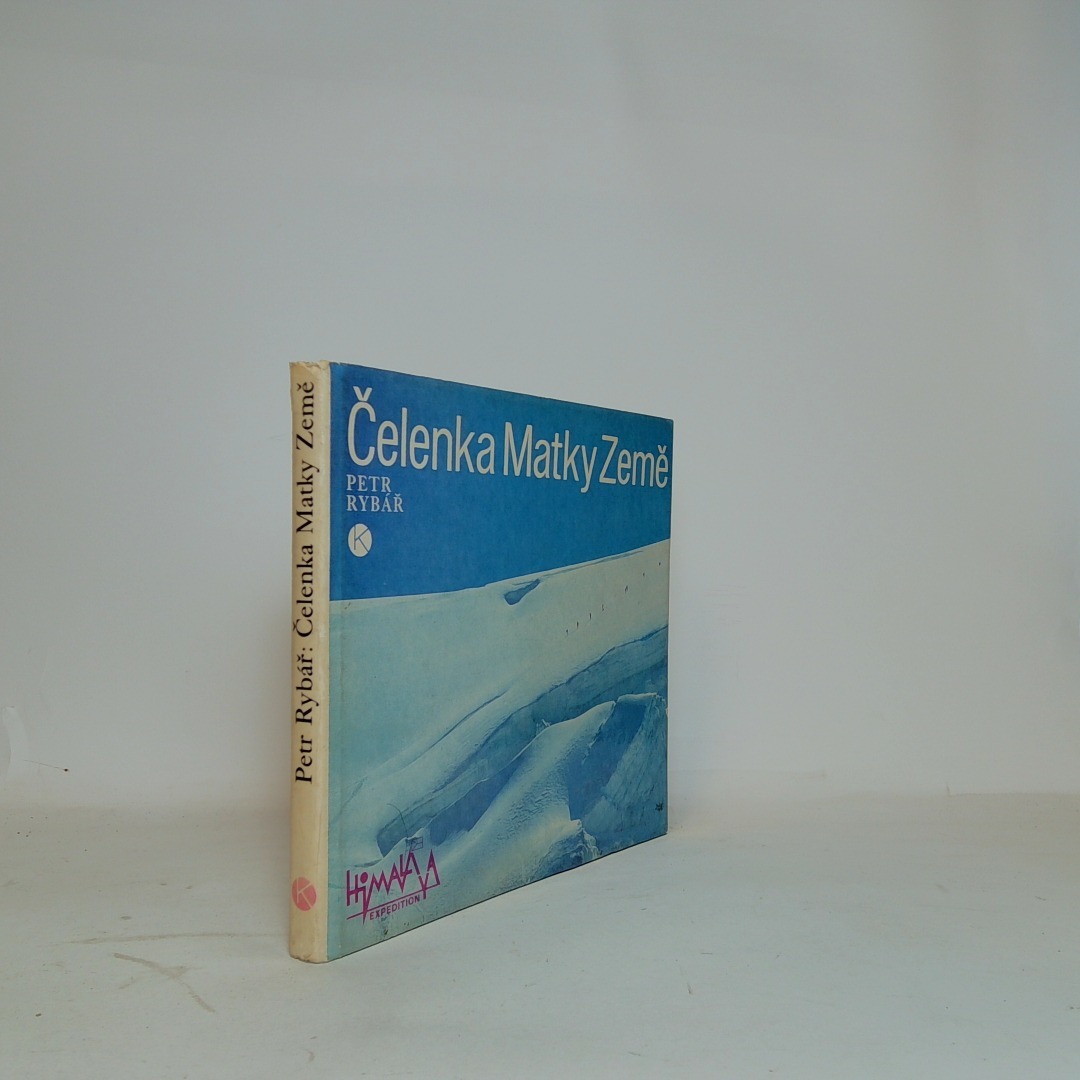 Petr Rybář: Čelenka Matky Země
K
Čelenka Matky Země
PETR
RYBÁŘ
K
HIMALAYA
EXPEDITION